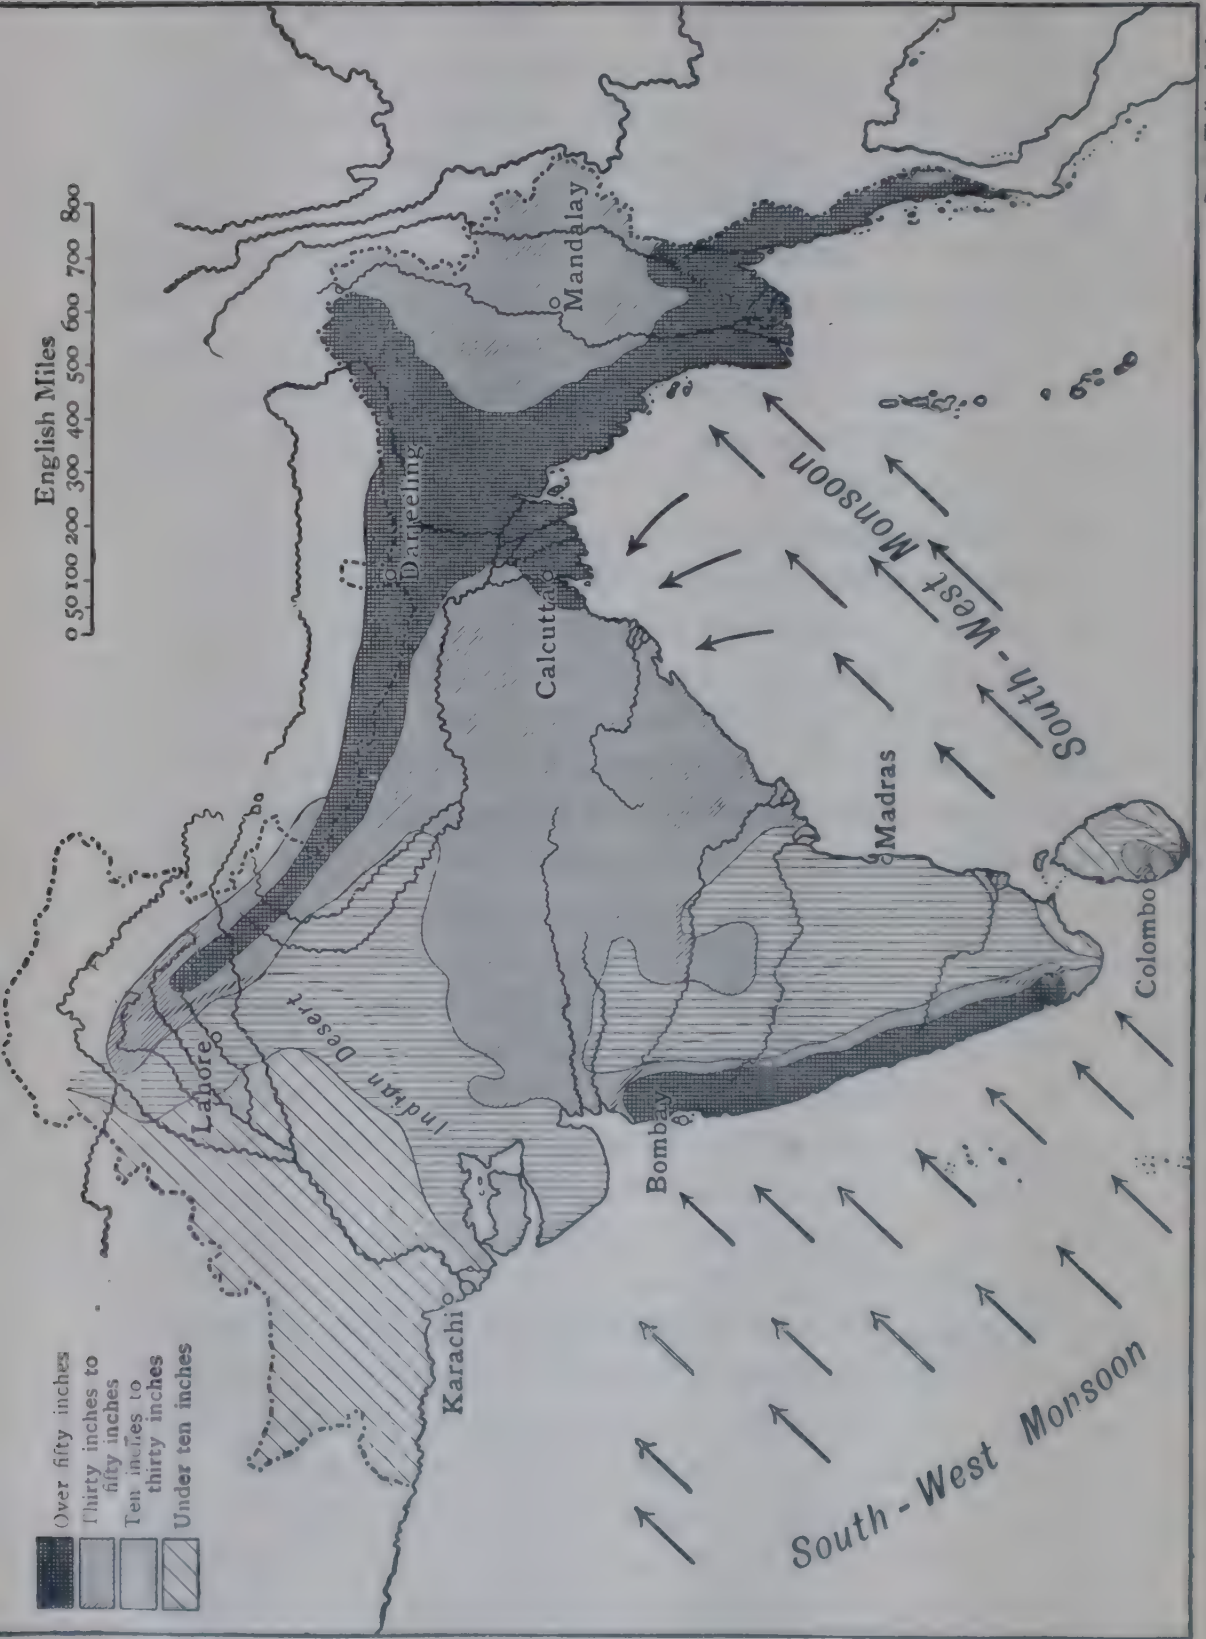 English Miles
0 50 100 200 300 400 500 600 700 800
Over fifty inches
Thirty inches to
fifty inches
Ten inches to
thirty inches
Under ten inches
Lahore
Indian Desert
Karachi
Darjeeling
Mandalay
Calcutta
Bombay
Madras
Colombo
South-West Monsoon
South-West Monsoon